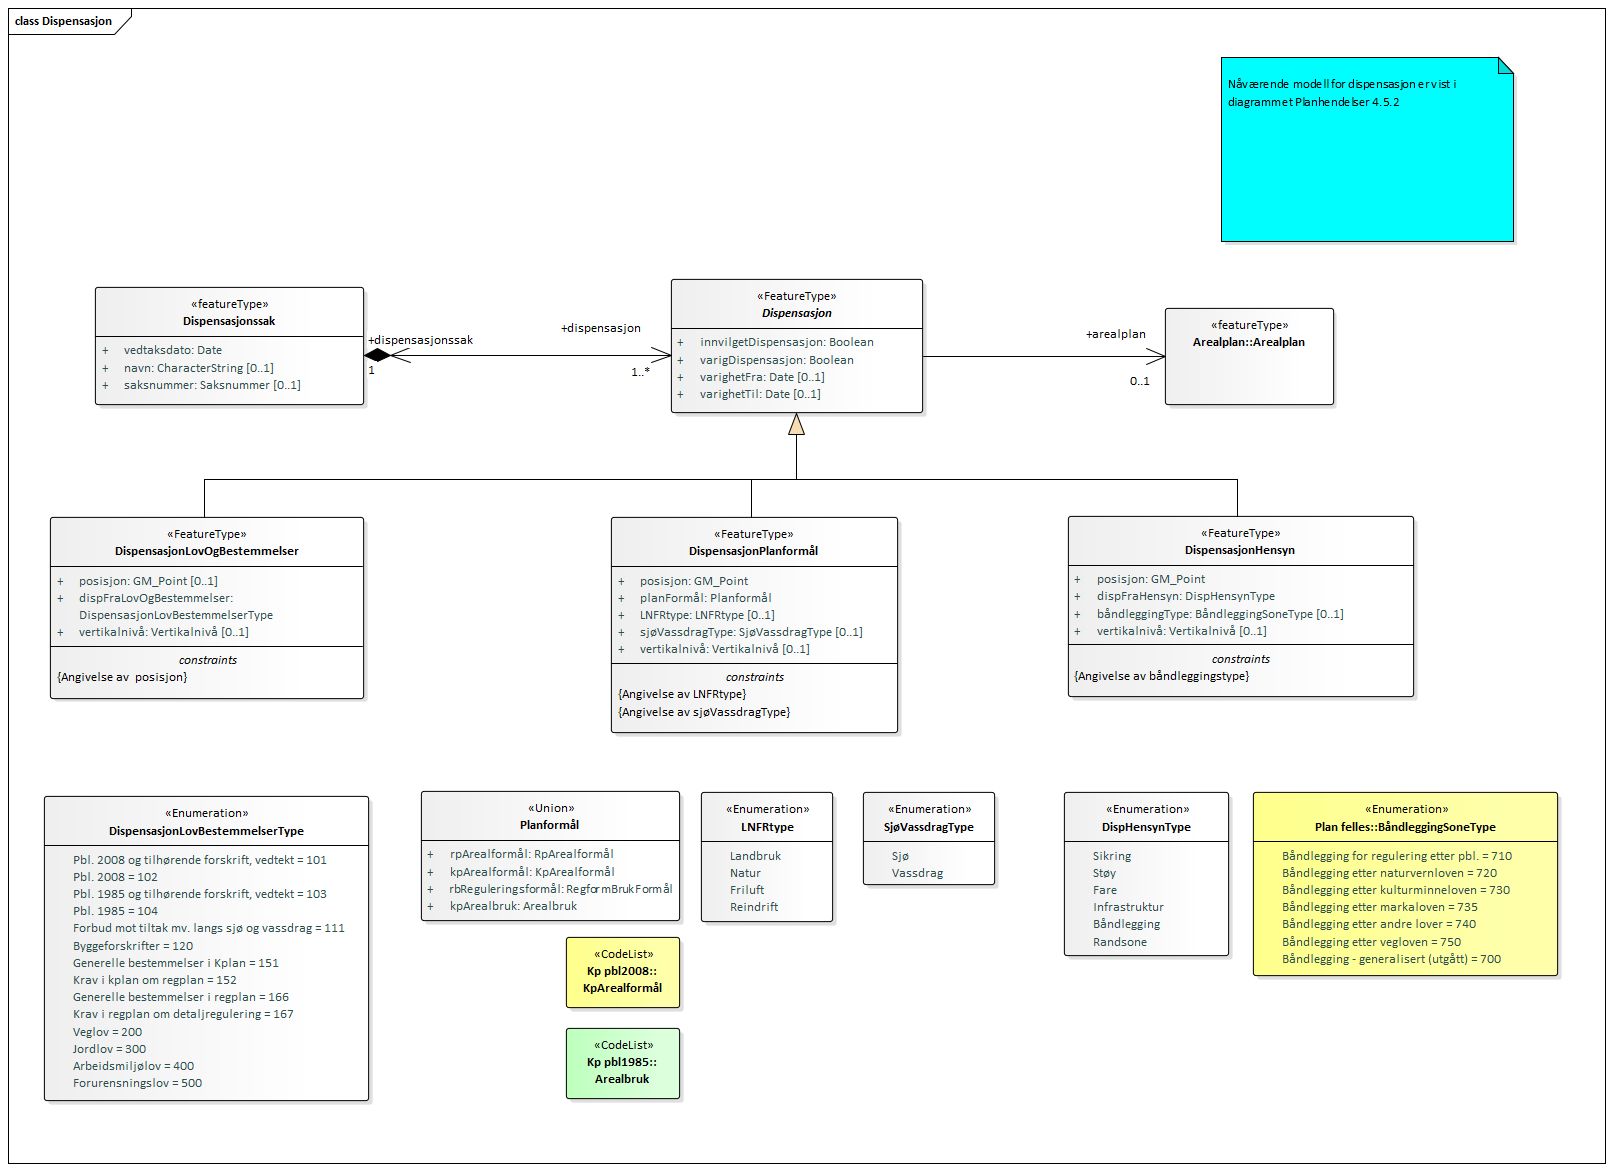 class Dispensasjon
Nåværende modell for dispensasjon er vist i
diagrammet Planhendelser 4.5.2
«featureType»
Dispensasjonssak
+ vedtaksdato: Date
+ navn: CharacterString [0..1]
+ saksnummer: Saksnummer [0..1]
+dispensasjonssak
1
+dispensasjon
1..*
«FeatureType»
Dispensasjon
+ innvilgetDispensasjon: Boolean
+ varigDispensasjon: Boolean
+ varighetFra: Date [0..1]
+ varighetTil: Date [0..1]
+arealplan
0..1
«featureType»
Arealplan::Arealplan
«FeatureType»
DispensasjonLovOgBestemmelser
+ posisjon: GM_Point [0..1]
+ dispFraLovOgBestemmelser:
DispensasjonLovBestemmelserType
+ vertikalnivå: Vertikalnivå [0..1]
constraints
{Angivelse av  posisjon}
«FeatureType»
DispensasjonPlanformål
+ posisjon: GM_Point
+ planFormål: Planformål
+ LNFRtype: LNFRtype [0..1]
+ sjøVassdragType: SjøVassdragType [0..1]
+ vertikalnivå: Vertikalnivå [0..1]
constraints
{Angivelse av LNFRtype}
{Angivelse av sjøVassdragType}
«FeatureType»
DispensasjonHensyn
+ posisjon: GM_Point
+ dispFraHensyn: DispHensynType
+ båndleggingType: BåndleggingSoneType [0..1]
+ vertikalnivå: Vertikalnivå [0..1]
constraints
{Angivelse av båndleggingstype}
«Enumeration»
DispensasjonLovBestemmelserType
Pbl. 2008 og tilhørende forskrift, vedtekt = 101
Pbl. 2008 = 102
Pbl. 1985 og tilhørende forskrift, vedtekt = 103
Pbl. 1985 = 104
Forbud mot tiltak mv. langs sjø og vassdrag = 111
Byggeforskrifter = 120
Generelle bestemmelser i Kplan = 151
Krav i kplan om regplan = 152
Generelle bestemmelser i regplan = 166
Krav i regplan om detaljregulering = 167
Veglov = 200
Jordlov = 300
Arbeidsmiljølov = 400
Forurensningslov = 500
«Union»
Planformål
+ rpArealformål: RpArealformål
+ kpArealformål: KpArealformål
+ rbReguleringsformål: RegformBrukFormål
+ kpArealbruk: Arealbruk
«CodeList»
Kp pbl2008::
KpArealformål
«CodeList»
Kp pbl1985::
Arealbruk
«Enumeration»
LNFRtype
Landbruk
Natur
Friluft
Reindrift
«Enumeration»
SjøVassdragType
Sjø
Vassdrag
«Enumeration»
DispHensynType
Sikring
Støy
Fare
Infrastruktur
Båndlegging
Randsone
«Enumeration»
Plan felles::BåndleggingSoneType
Båndlegging for regulering etter pbl. = 710
Båndlegging etter naturvernloven = 720
Båndlegging etter kulturminneloven = 730
Båndlegging etter markaloven = 735
Båndlegging etter andre lover = 740
Båndlegging etter vegloven = 750
Båndlegging - generalisert (utgått) = 700